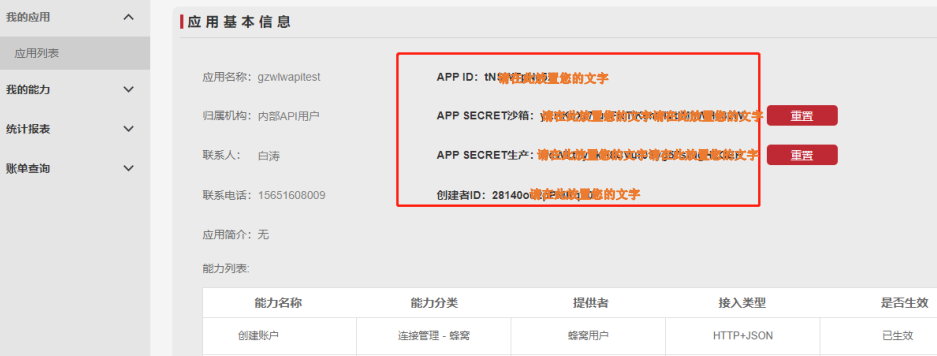 我的应用
应用列表
我的能力
统计报表
账单查询
应用基本信息
应用名称：gzwlwapitest
APP ID：
请在此放置您的文字
归属机构：内部API用户
APP SECRET沙箱：
请在此放置您的文字请在此放置您的文字
重置
联系人： 白涛
APP SECRET生产：
请在此放置您的文字请在此放置您的文字
重置
联系电话：15651608009
创建者ID：28140
请在此放置您的文字
应用简介：无
能力列表:
能力名称 能力分类 提供者 接入类型 是否生效
创建账户 连接管理 - 蜂窝 蜂窝用户 HTTP+JSON 已生效